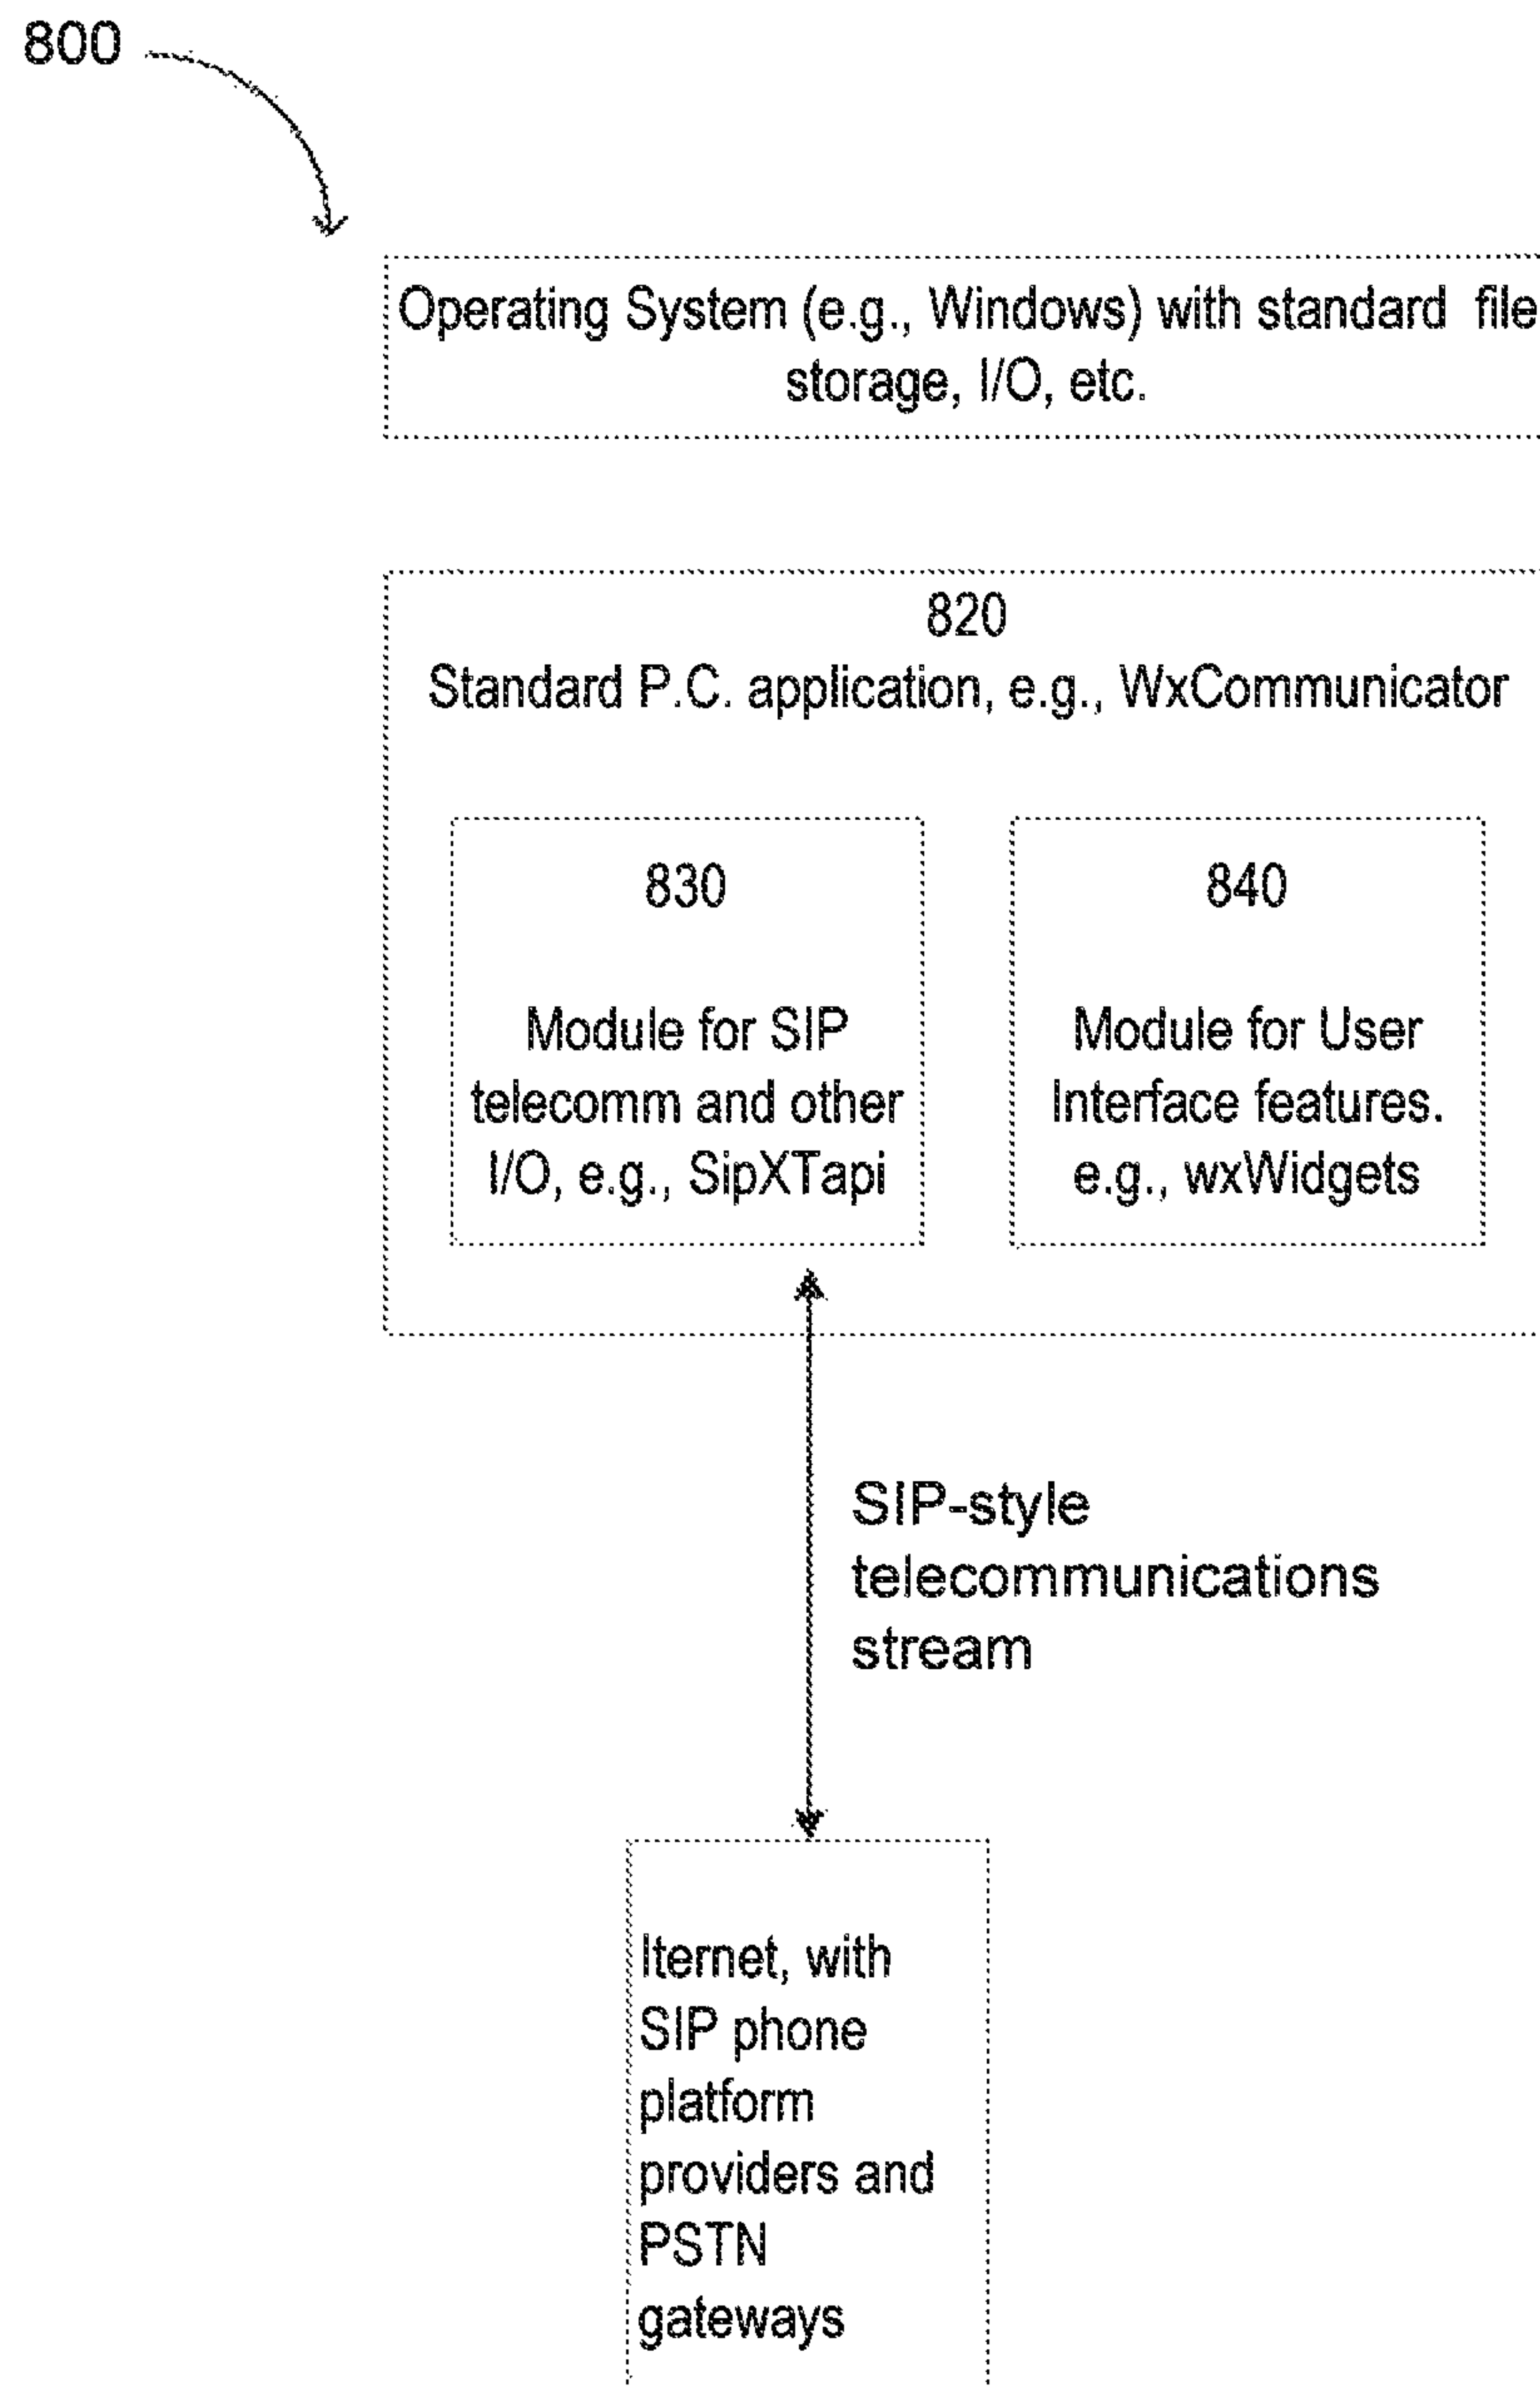 800
Operating System (e.g., Windows) with standard file
storage, I/O, etc.
820
Standard P.C. application, e.g., WxCommunicator
830
Module for SIP
telecomm and other
I/O, e.g., SipXTapi
840
Module for User
Interface features.
e.g., wxWidgets
SIP-style
telecommunications
stream
Iternet, with
SIP phone
platform
providers and
PSTN
gateways